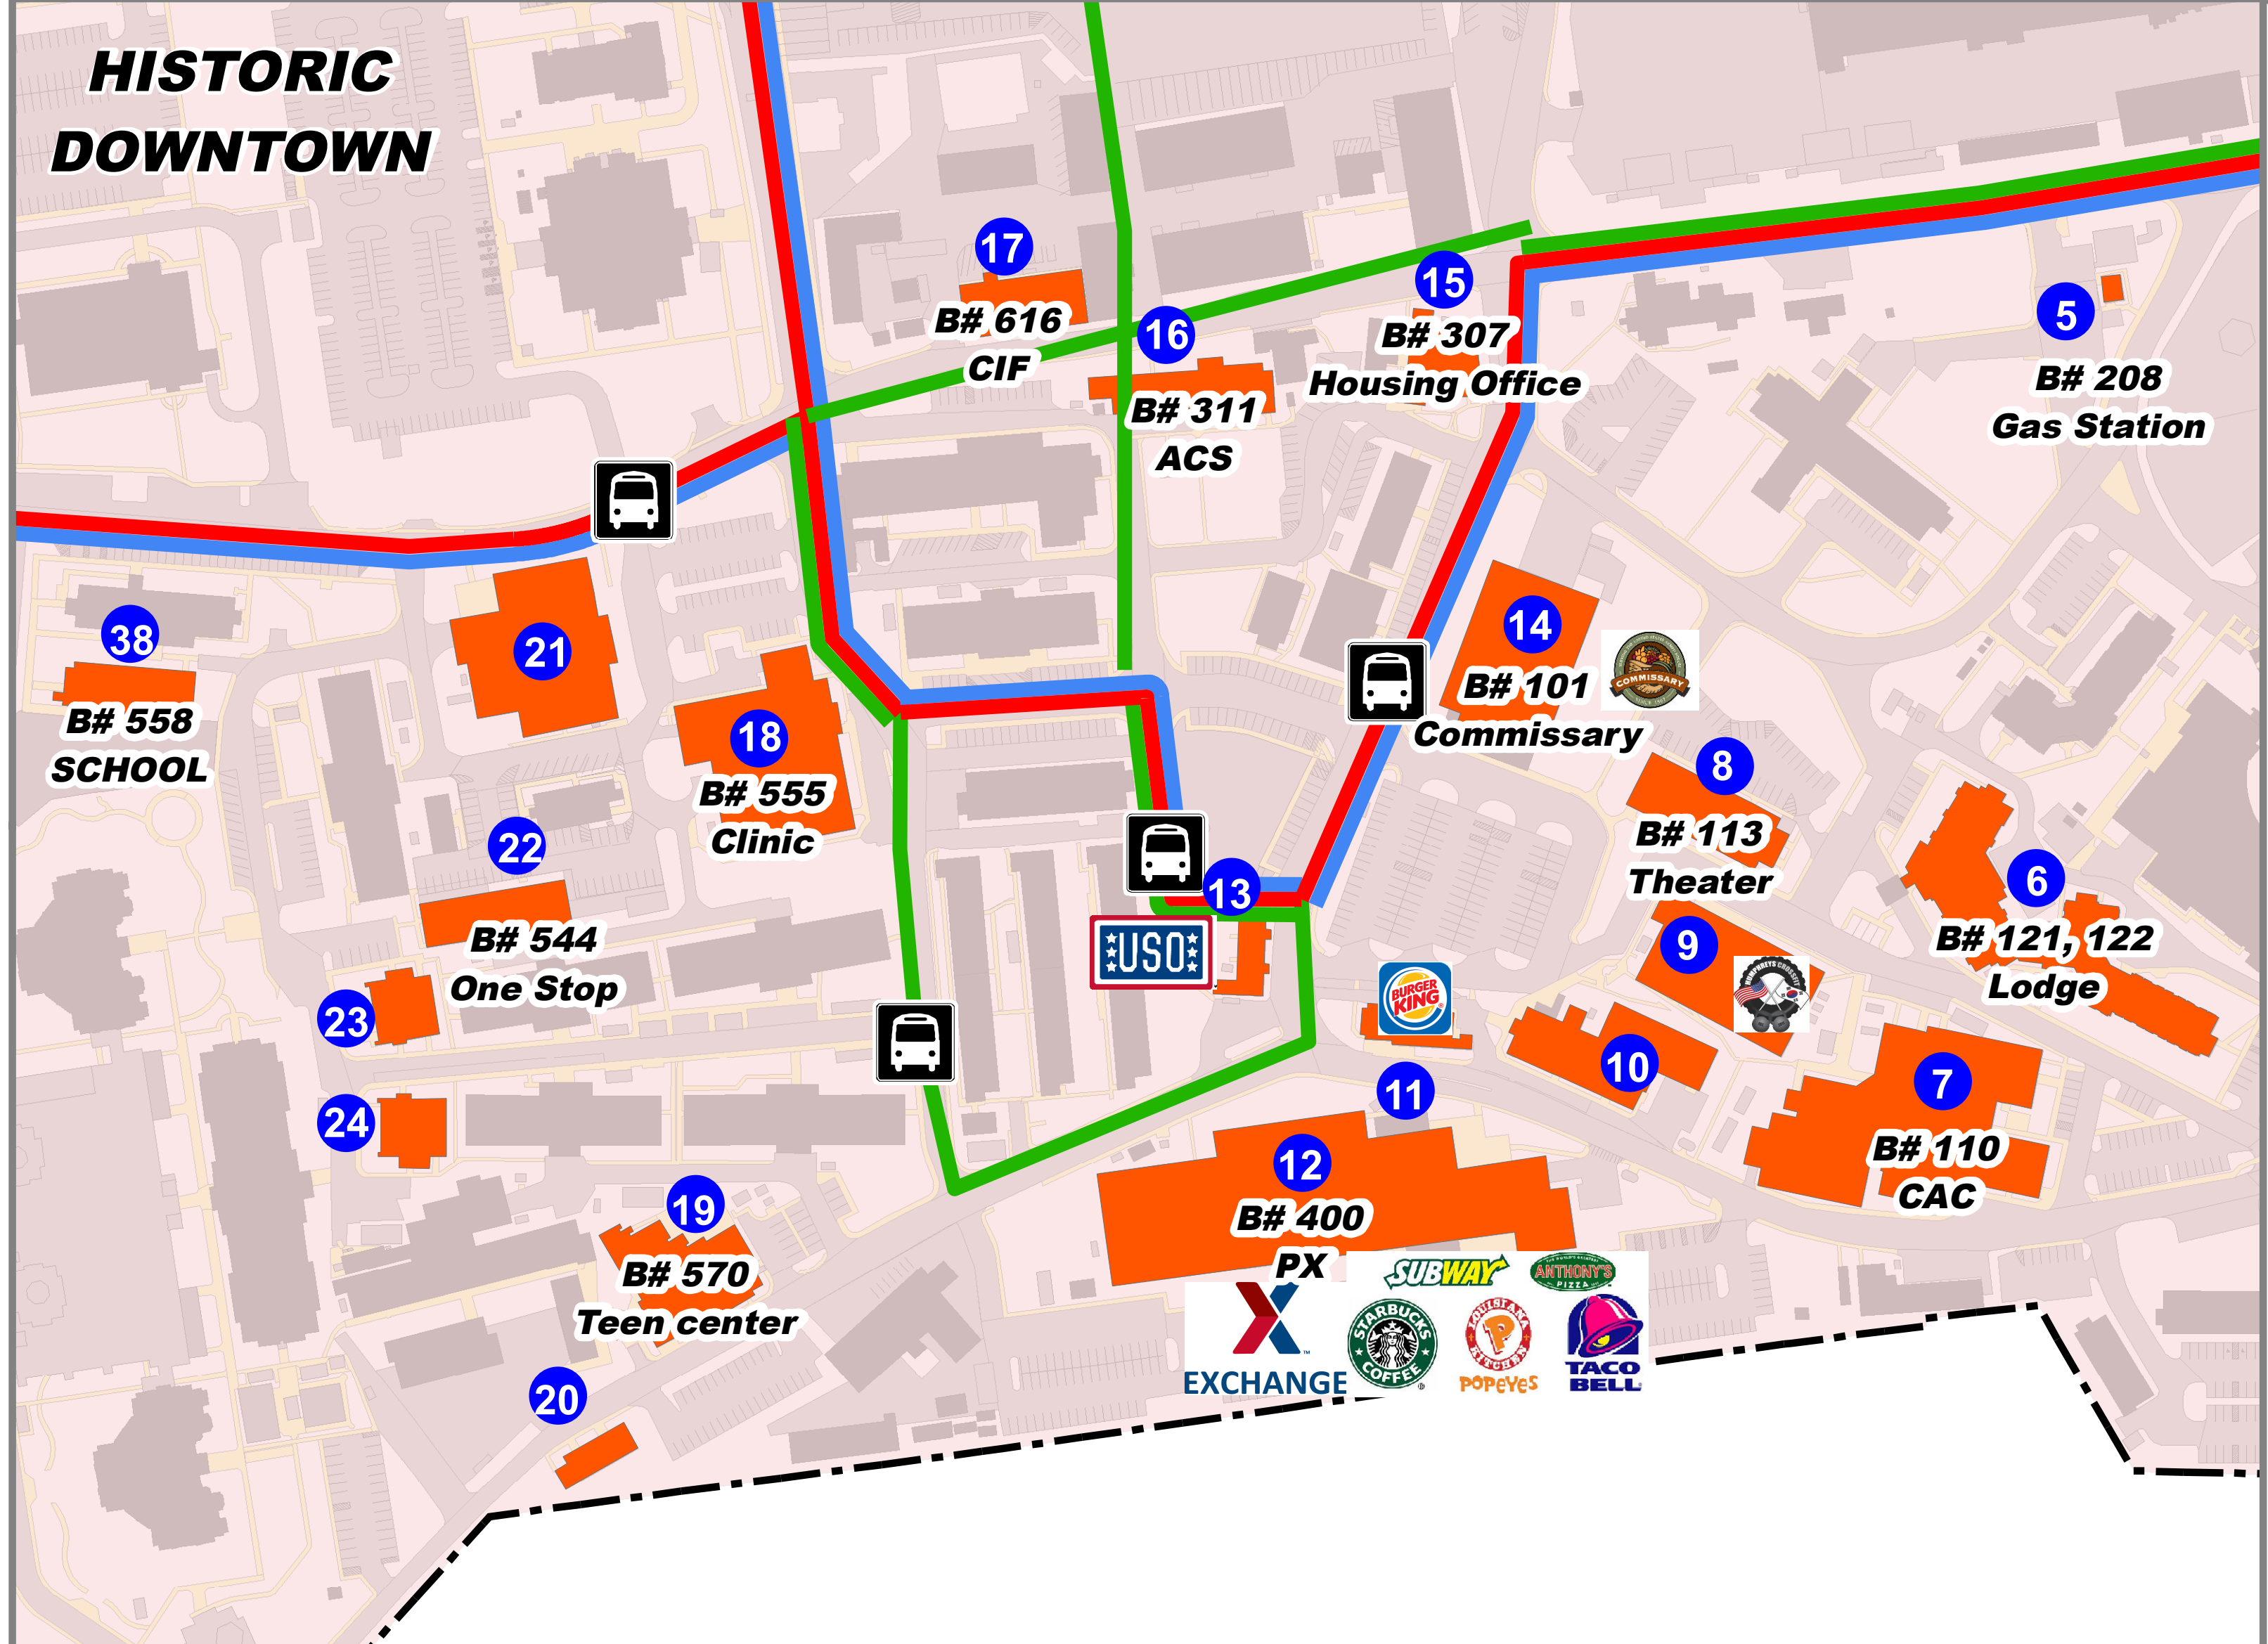 HISTORIC
DOWNTOWN
17
B# 616
CIF
16
B# 311
ACS
15
B# 307
Housing Office
5
B# 208
Gas Station
38
B# 558
SCHOOL
21
18
B# 555
Clinic
14
B# 101
Commissary
COMMISSARY
8
B# 113
Theater
22
B# 544
One Stop
13
USO
6
B# 121, 122
Lodge
9
HUMPHREYS CROSSFIT
BURGER
KING
23
10
11
7
B# 110
CAC
24
12
B# 400
PX
19
B# 570
Teen center
SUBWAY
ANTHONY'S
PIZZA
EXCHANGE
STARBUCKS
COFFEE
LOUISIANA
KITCHEN
POPEYES
TACO
BELL
20